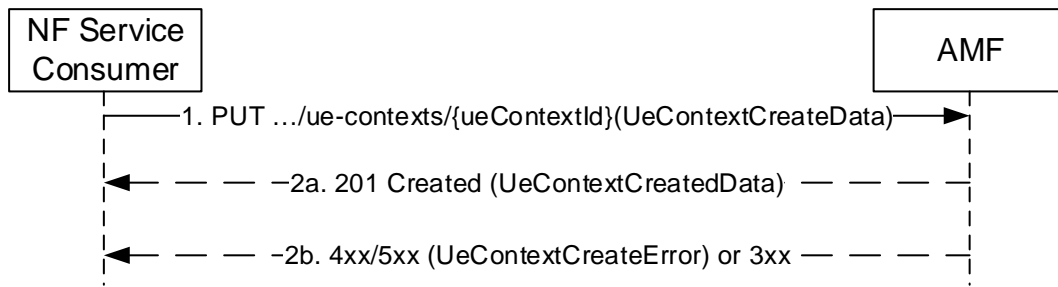 NF Service
Consumer
AMF
1. PUT …/ue-contexts/{ueContextId}(UeContextCreateData)
2a. 201 Created (UeContextCreatedData)
2b. 4xx/5xx (UeContextCreateError) or 3xx